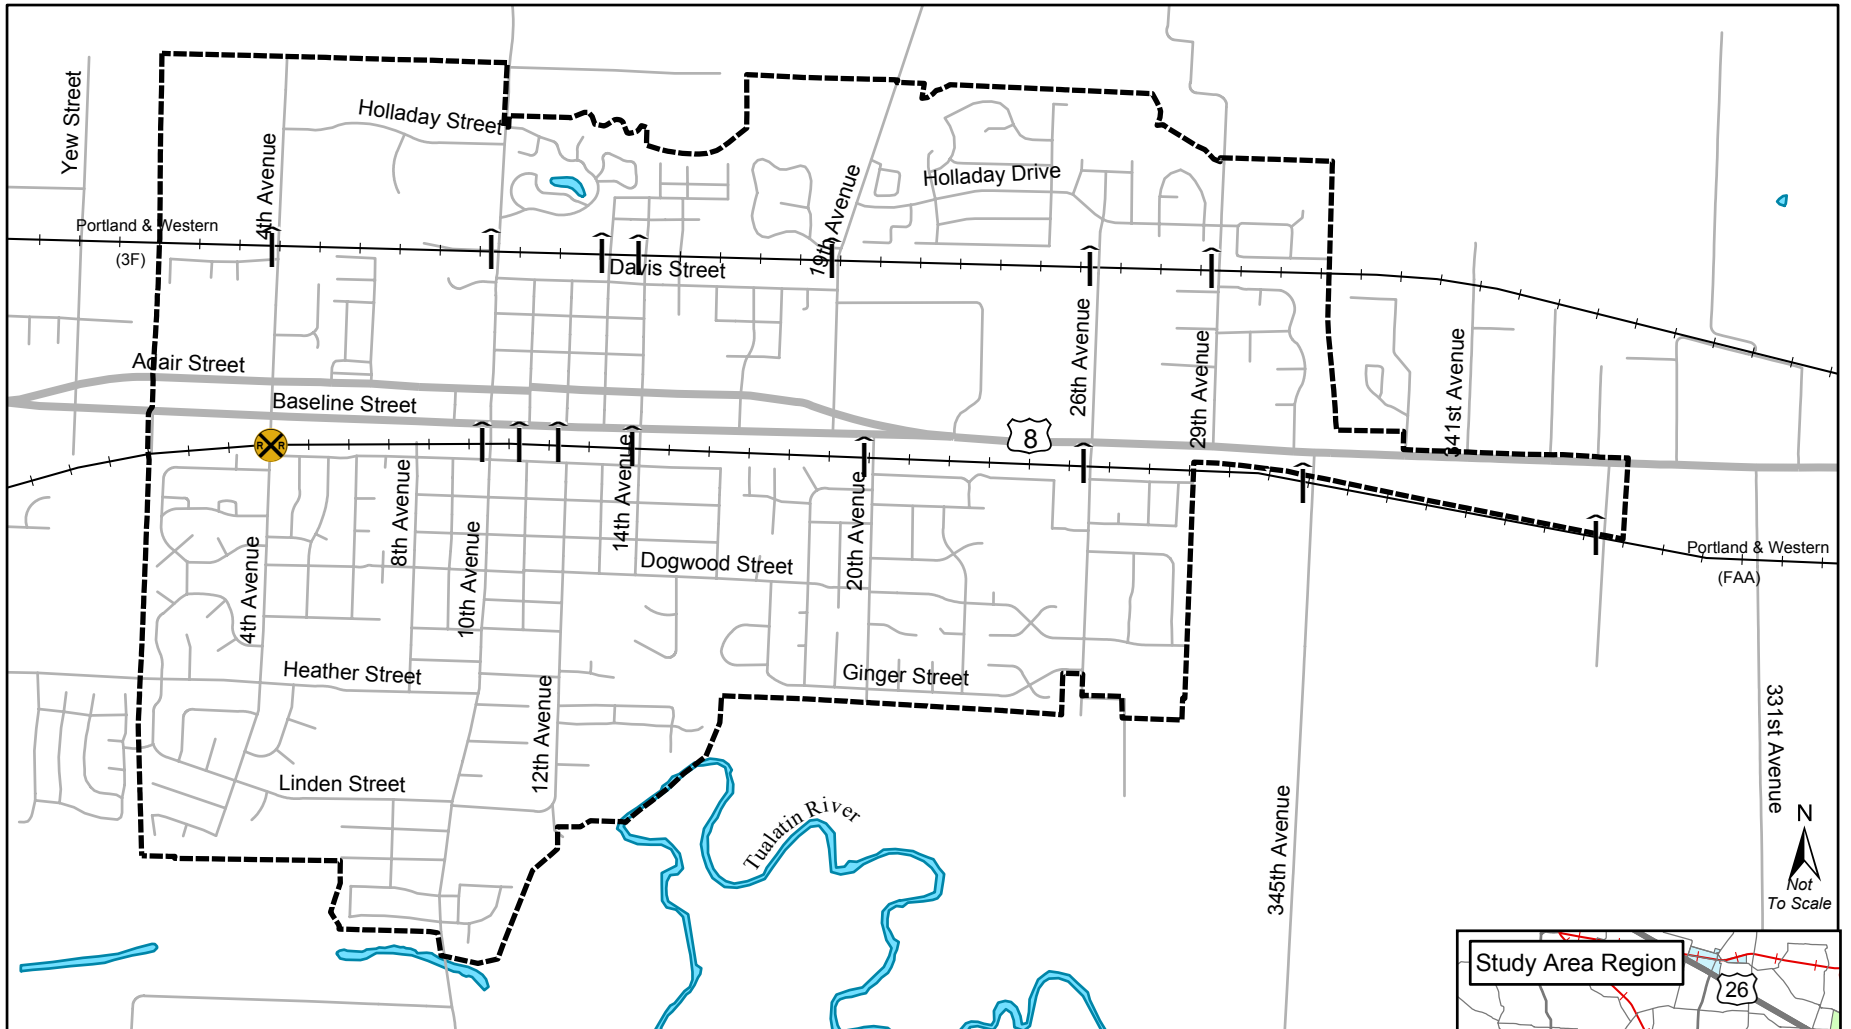 Yew Street
Holladay Street
4th Avenue
Holladay Drive
19th Avenue
Portland & Western
(3F)
Davis Street
Adair Street
Baseline Street
26th Avenue
29th Avenue
341st Avenue
8
R R
8th Avenue
14th Avenue
20th Avenue
10th Avenue
4th Avenue
Dogwood Street
Portland & Western
(FAA)
Heather Street
Ginger Street
12th Avenue
331st Avenue
Linden Street
Tualatin River
345th Avenue
N
Not
To Scale
Study Area Region
26